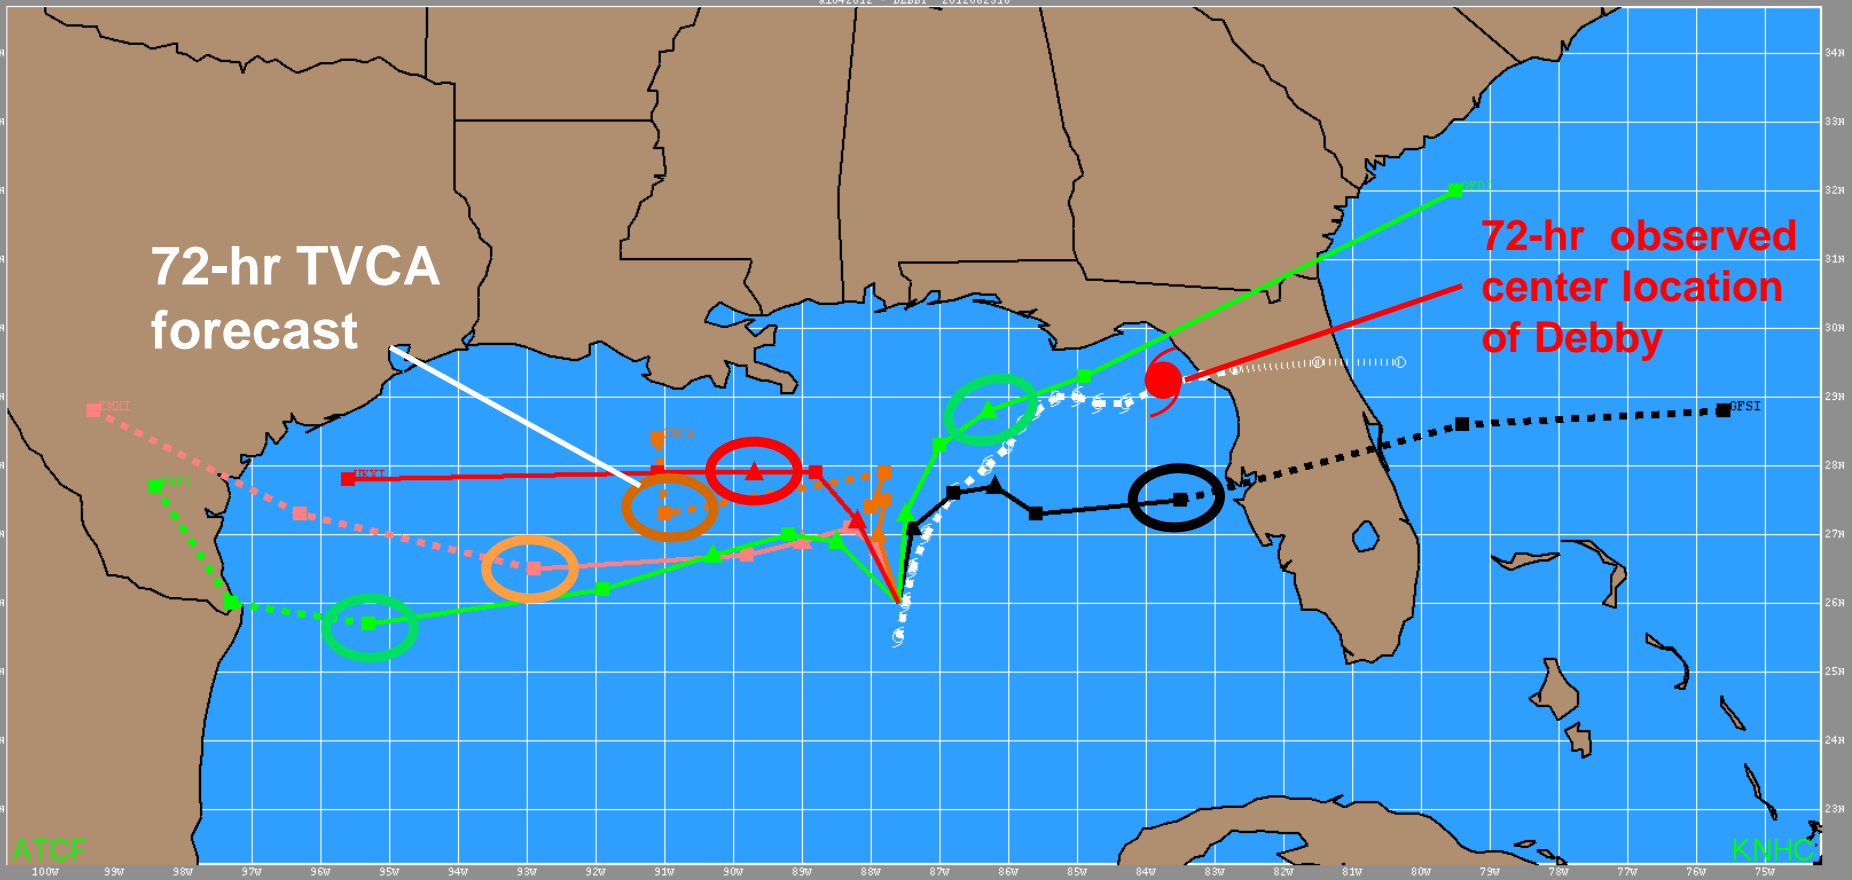 34N
33N
32N
31N
30N
29N
28N
27N
26N
25N
24N
23N
72-hr TVCA
forecast
72-hr observed
center location
of Debby
EMXI
UKXI
TVCA
GFSI
ATCF
KNHC
100W 99W 98W 97W 96W 95W 94W 93W 92W 91W 90W 89W 88W 87W 86W 85W 84W 83W 82W 81W 80W 79W 78W 77W 76W 75W